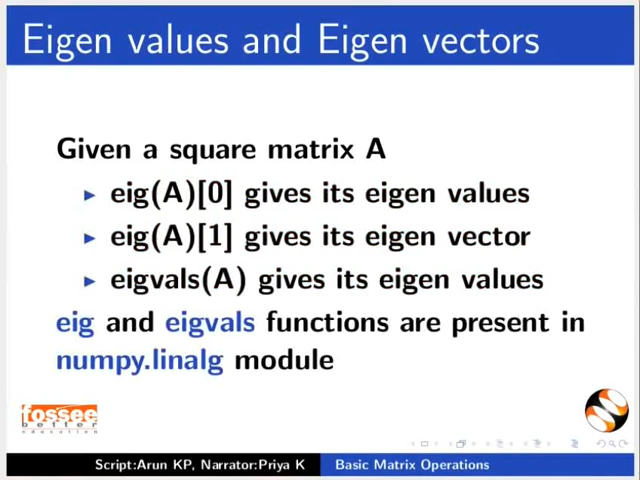 Eigen values and Eigen vectors
Given a square matrix A
eig(A)[0] gives its eigen values
eig(A)[1] gives its eigen vector
eigvals(A) gives its eigen values
eig and eigvals functions are present in
numpy.linalg module
fossee
better
education
Script:Arun KP, Narrator:Priya K Basic Matrix Operations